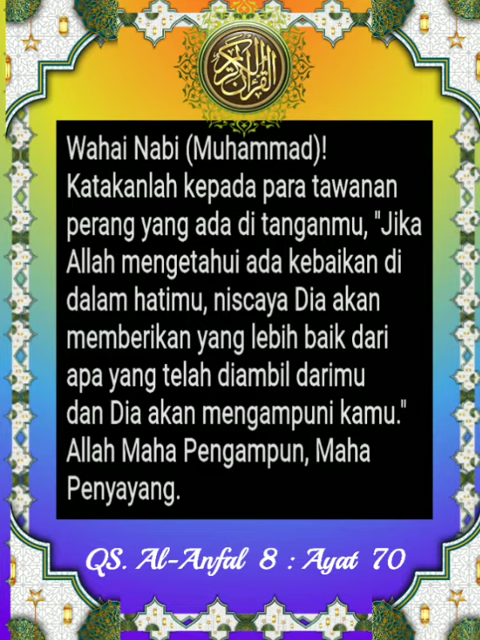 القرآن الكريم
Wahai Nabi (Muhammad)!
Katakanlah kepada para tawanan
perang yang ada di tanganmu, "Jika
Allah mengetahui ada kebaikan di
dalam hatimu, niscaya Dia akan
memberikan yang lebih baik dari
apa yang telah diambil darimu
dan Dia akan mengampuni kamu."
Allah Maha Pengampun, Maha
Penyayang.
QS. Al-Anfal 8 : Ayat 70